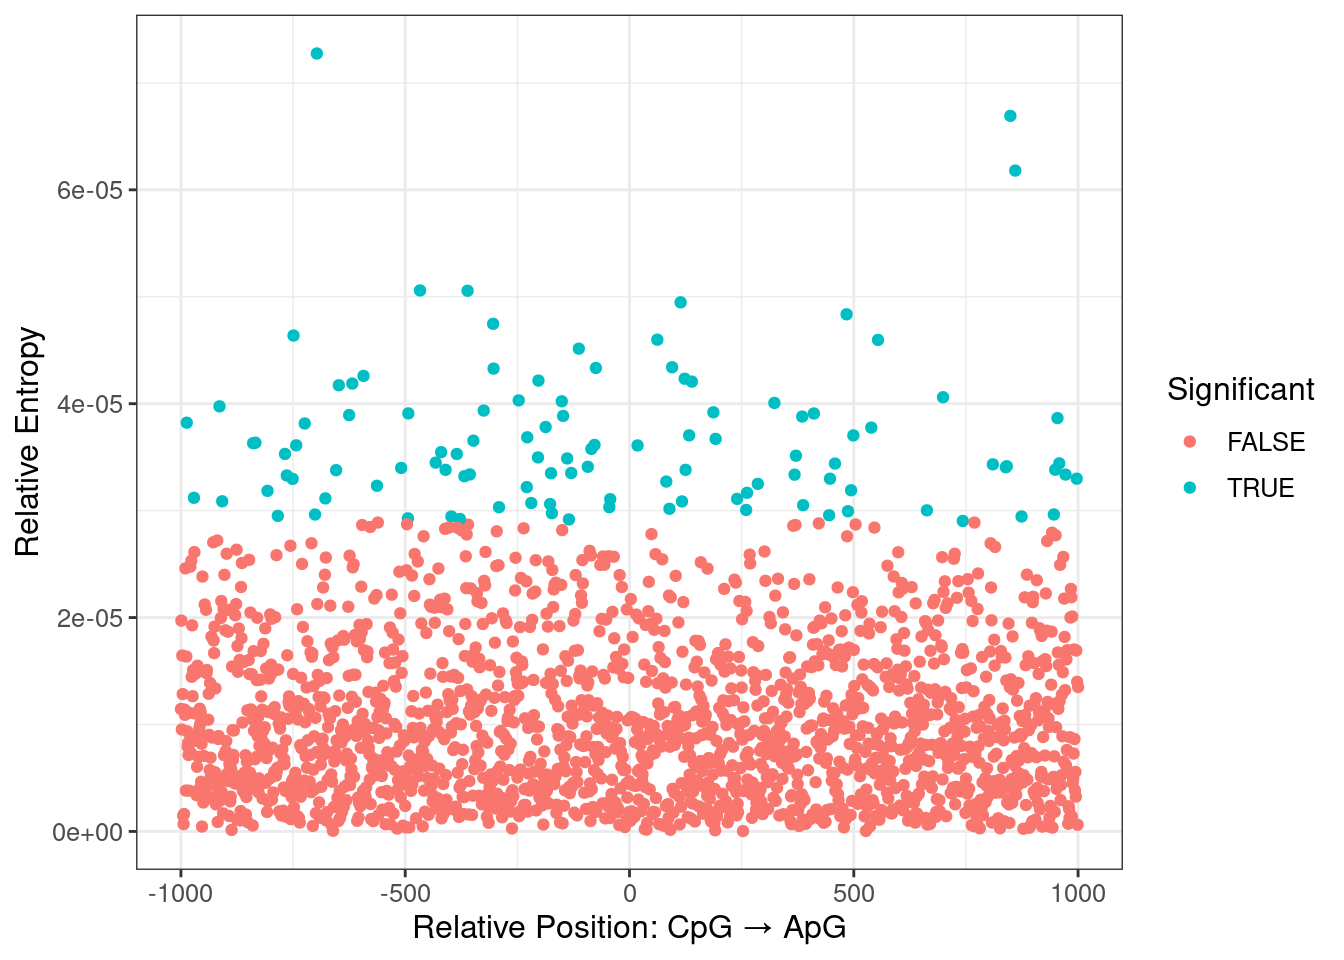 6e-05
4e-05
2e-05
0e+00
Relative Entropy
-1000
-500
0
500
1000
Relative Position: CpG → ApG
Significant
FALSE
TRUE